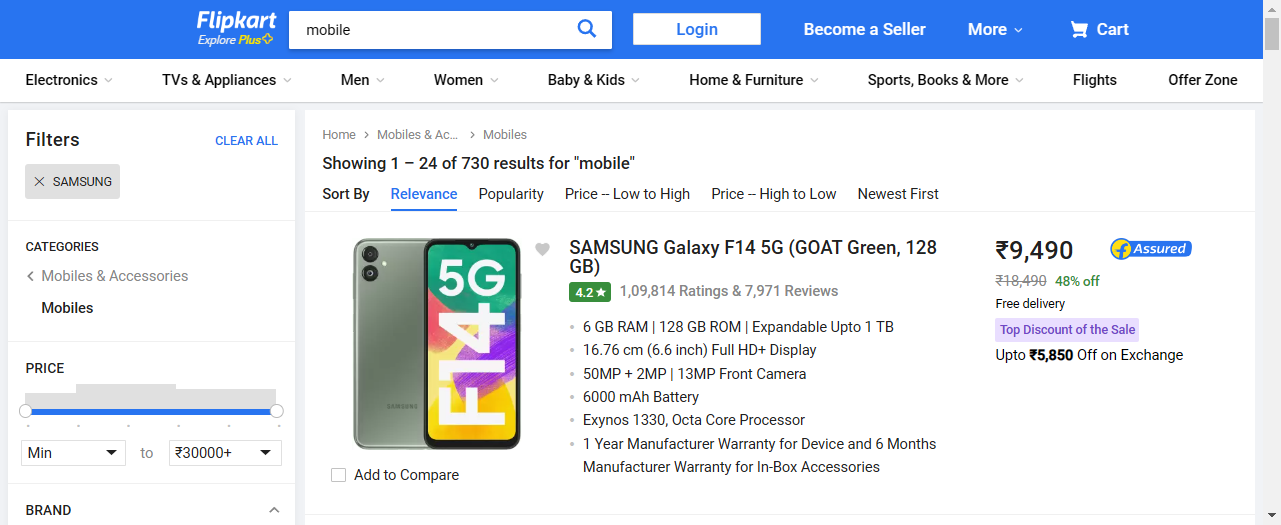 Flipkart
Explore Plus
mobile
Login
Become a Seller
More
Cart
Electronics
TVs & Appliances
Men
Women
Baby & Kids
Home & Furniture
Sports, Books & More
Flights
Offer Zone
Filters
CLEAR ALL
SAMSUNG
CATEGORIES
Mobiles & Accessories
Mobiles
PRICE
Min
to
₹30000+
BRAND
Home
Mobiles & Ac...
Mobiles
Showing 1 – 24 of 730 results for "mobile"
Sort By
Relevance
Popularity
Price -- Low to High
Price -- High to Low
Newest First
5G
F14
SAMSUNG
Add to Compare
SAMSUNG Galaxy F14 5G (GOAT Green, 128
GB)
4.2★
1,09,814 Ratings & 7,971 Reviews
6 GB RAM | 128 GB ROM | Expandable Upto 1 TB
16.76 cm (6.6 inch) Full HD+ Display
50MP + 2MP | 13MP Front Camera
6000 mAh Battery
Exynos 1330, Octa Core Processor
1 Year Manufacturer Warranty for Device and 6 Months
Manufacturer Warranty for In-Box Accessories
₹9,490
f Assured
₹18,490 48% off
Free delivery
Top Discount of the Sale
Upto ₹5,850 Off on Exchange